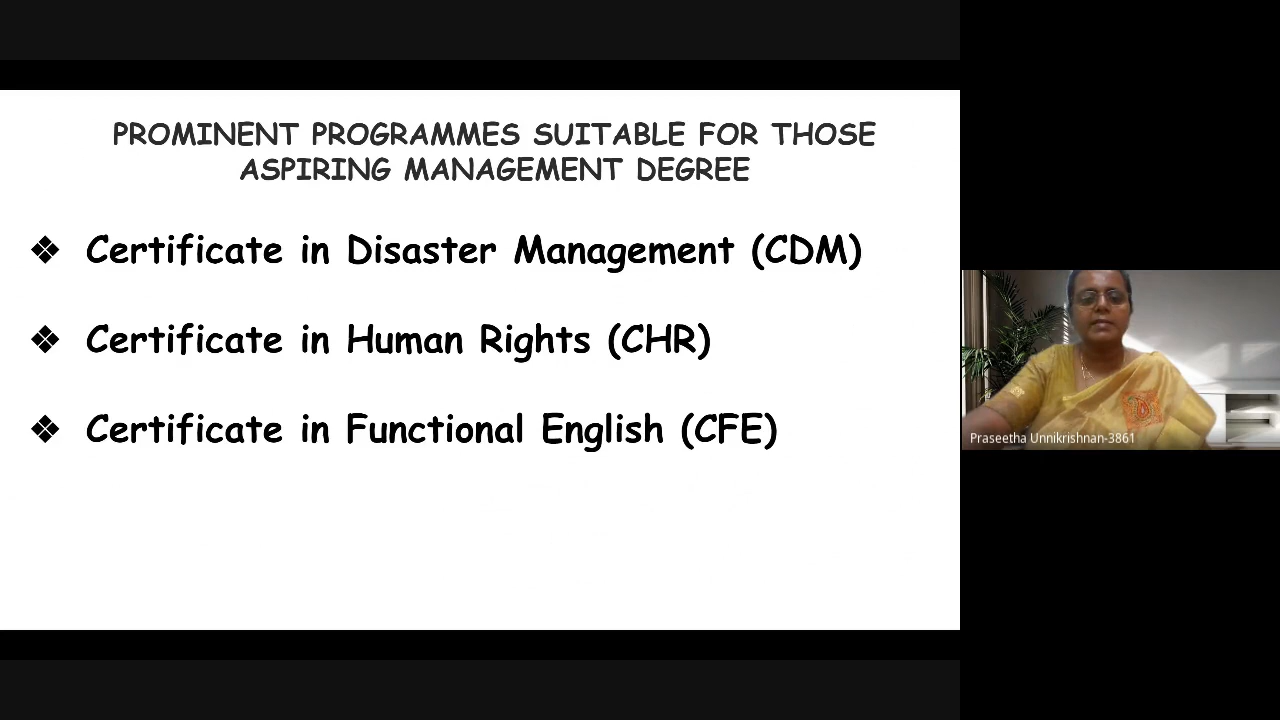 PROMINENT PROGRAMMES SUITABLE FOR THOSE
ASPIRING MANAGEMENT DEGREE
❖ Certificate in Disaster Management (CDM)
❖ Certificate in Human Rights (CHR)
❖ Certificate in Functional English (CFE)
Praseetha Unnikrishnan-3861